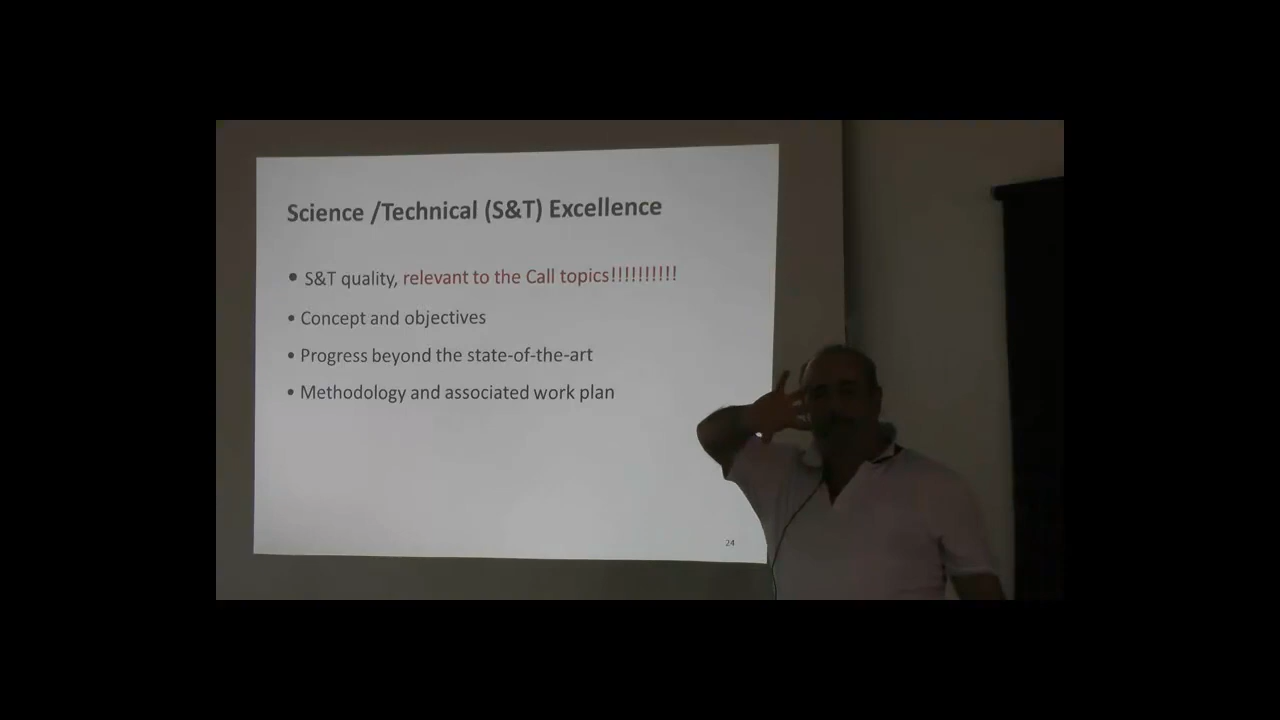 Science /Technical (S&T) Excellence
• S&T quality, relevant to the Call topics!!!!!!!!!!
• Concept and objectives
• Progress beyond the state-of-the-art
• Methodology and associated work plan
24